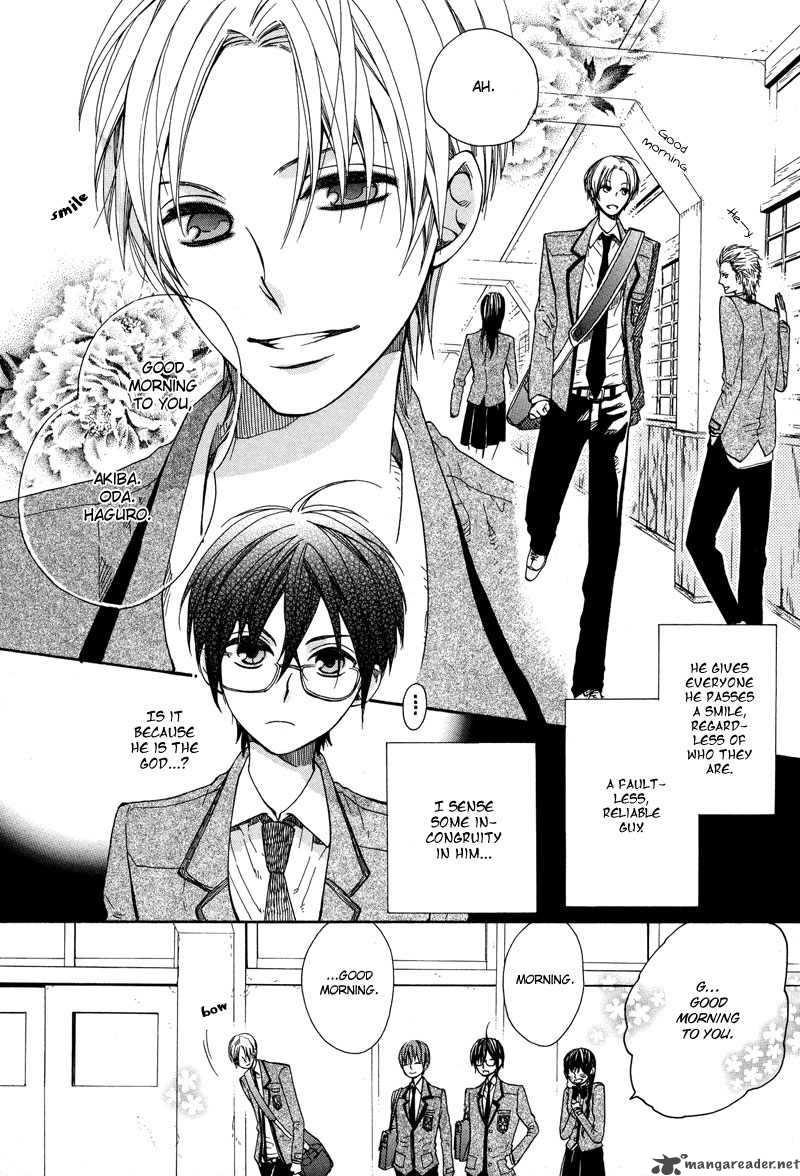 AH.
Good
morning
He—
smile
GOOD
MORNING
TO YOU,
AKIBA.
ODA.
HAGURO.
HE GIVES
EVERYONE
HE PASSES
A SMILE,
REGARD-
LESS OF
WHO THEY
ARE.
A FAULT-
LESS,
RELIABLE
GUY.
I SENSE
SOME IN-
CONGRUITY
IN HIM...
....
IS IT
BECAUSE
HE IS THE
GOD...?
G...
GOOD
MORNING
TO YOU.
MORNING.
...GOOD
MORNING.
bow
mangareader.net